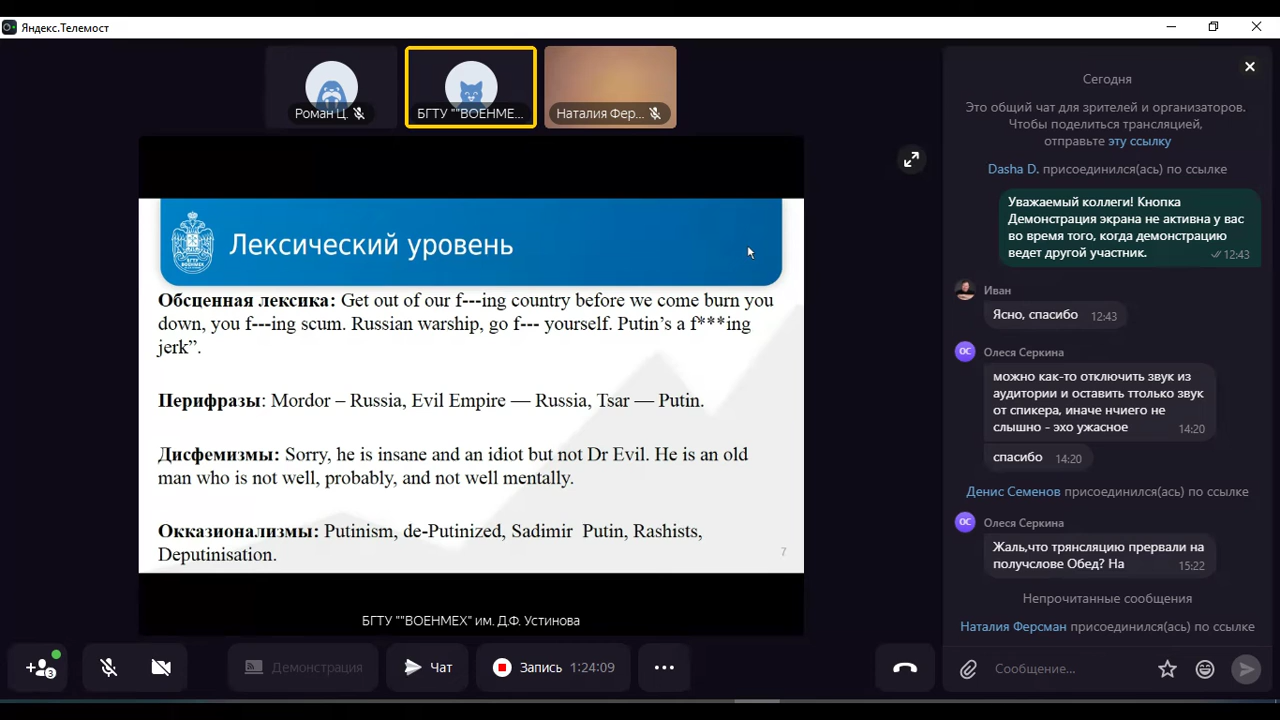 Яндекс.Телемост
Роман Ц.
БГТУ ""ВОЕНМЕ...
Наталия Фер...
Лексический уровень
Обсценная лексика: Get out of our f---ing country before we come burn you
down, you f---ing scum. Russian warship, go f--- yourself. Putin’s a f***ing
jerk”.
Перифразы: Mordor – Russia, Evil Empire — Russia, Tsar — Putin.
Дисфемизмы: Sorry, he is insane and an idiot but not Dr Evil. He is an old
man who is not well, probably, and not well mentally.
Окказионализмы: Putinism, de-Putinized, Sadimir Putin, Rashists,
Deputinisation.
7
БГТУ ""ВОЕНМЕХ" им. Д.Ф. Устинова
3
Демонстрация
Чат
Запись 1:24:09
Сегодня
Это общий чат для зрителей и организаторов.
Чтобы поделиться трансляцией,
отправьте эту ссылку
Dasha D. присоединился(ась) по ссылке
Уважаемый коллеги! Кнопка
Демонстрация экрана не активна у вас
во время того, когда демонстрацию
ведет другой участник.
12:43
Иван
Ясно, спасибо 12:43
ОС
Олеся Серкина
можно как-то отключить звук из
аудитории и оставить ттолько звук
от спикера, иначе нчиего не
слышно - эхо ужасное 14:20
спасибо 14:20
Денис Семенов присоединился(ась) по ссылке
ОС
Олеся Серкина
Жаль,что трянсляцию прервали на
получслове Обед? На 15:22
Непрочитанные сообщения
Наталия Ферсман присоединился(ась) по ссылке
Сообщение...